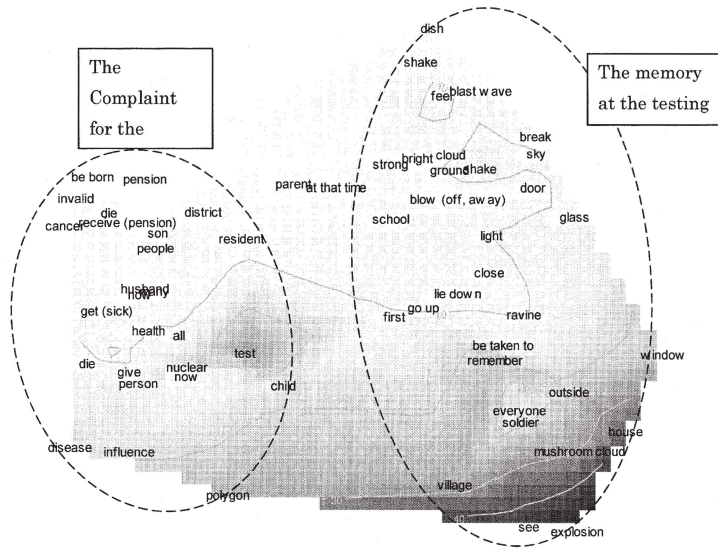 dish
shake
The
Complaint
for the
The memory
at the testing
feel
blast wave
break
sky
strong
bright
cloud
ground
shake
be born
pension
parent
at that time
door
invalid
blow (off, away)
die
district
school
glass
cancer
receive (pension)
son
resident
light
people
close
husband
many
now
lie down
get (sick)
go up
first
ravine
health
all
test
be taken to
remember
window
die
give
nuclear
person
now
child
outside
everyone
soldier
house
disease
influence
mushroom cloud
village
polygon
see
explosion